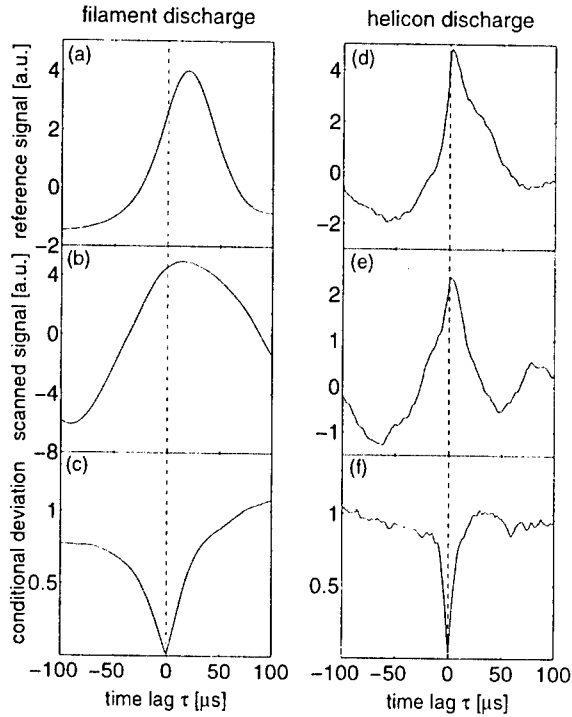 filament discharge
helicon discharge
reference signal [a.u.]
(a)
4
2
0
−2
(d)
4
2
0
−2
scanned signal [a.u.]
(b)
4
0
−4
−8
(e)
2
1
0
−1
conditional deviation
(c)
1
0.5
(f)
1
0.5
−100 −50 0 50 100
−100 −50 0 50 100
time lag τ [μs]
time lag τ [μs]